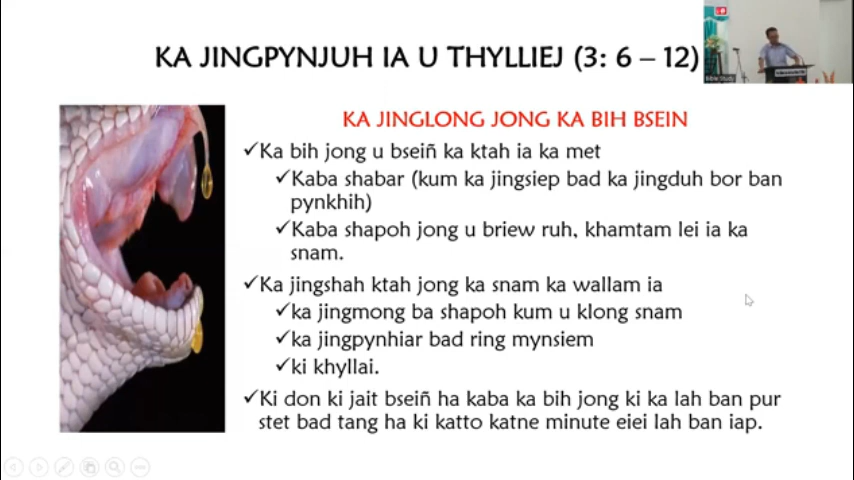 KA JINGPYNJUH IA U THYLLIEJ (3: 6 – 12)
KA JINGLONG JONG KA BIH BSEIN
✓Ka bih jong u bseiñ ka ktah ia ka met
✓Kaba shabar (kum ka jingsiep bad ka jingduh bor ban
pynkhih)
✓Kaba shapoh jong u briew ruh, khamtam lei ia ka
snam.
✓Ka jingshah ktah jong ka snam ka wallam ia
✓ka jingmong ba shapoh kum u klong snam
✓ka jingpynhiar bad ring mynsiem
✓ki khyllai.
✓Ki don ki jait bseiñ ha kaba ka bih jong ki ka lah ban pur
stet bad tang ha ki katto katne minute eiei lah ban iap.